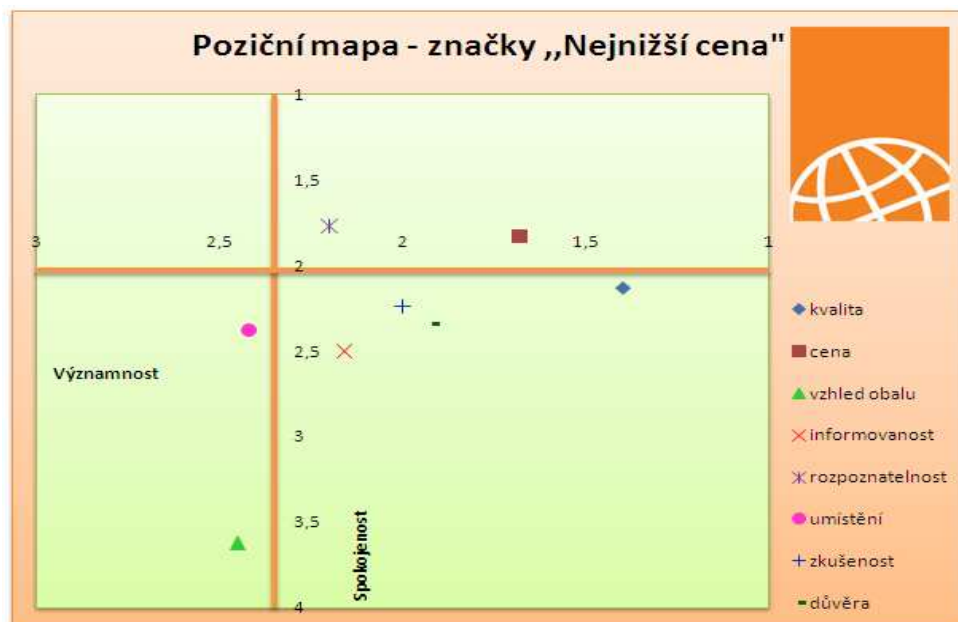 Poziční mapa - značky ,,Nejnižší cena"
1
1,5
3
2,5
2
1,5
1
2
2,5
Významnost
3
3,5
Spokojenost
4
kvalita
cena
vzhled obalu
informovanost
rozpoznatelnost
umístění
zkušenost
důvěra